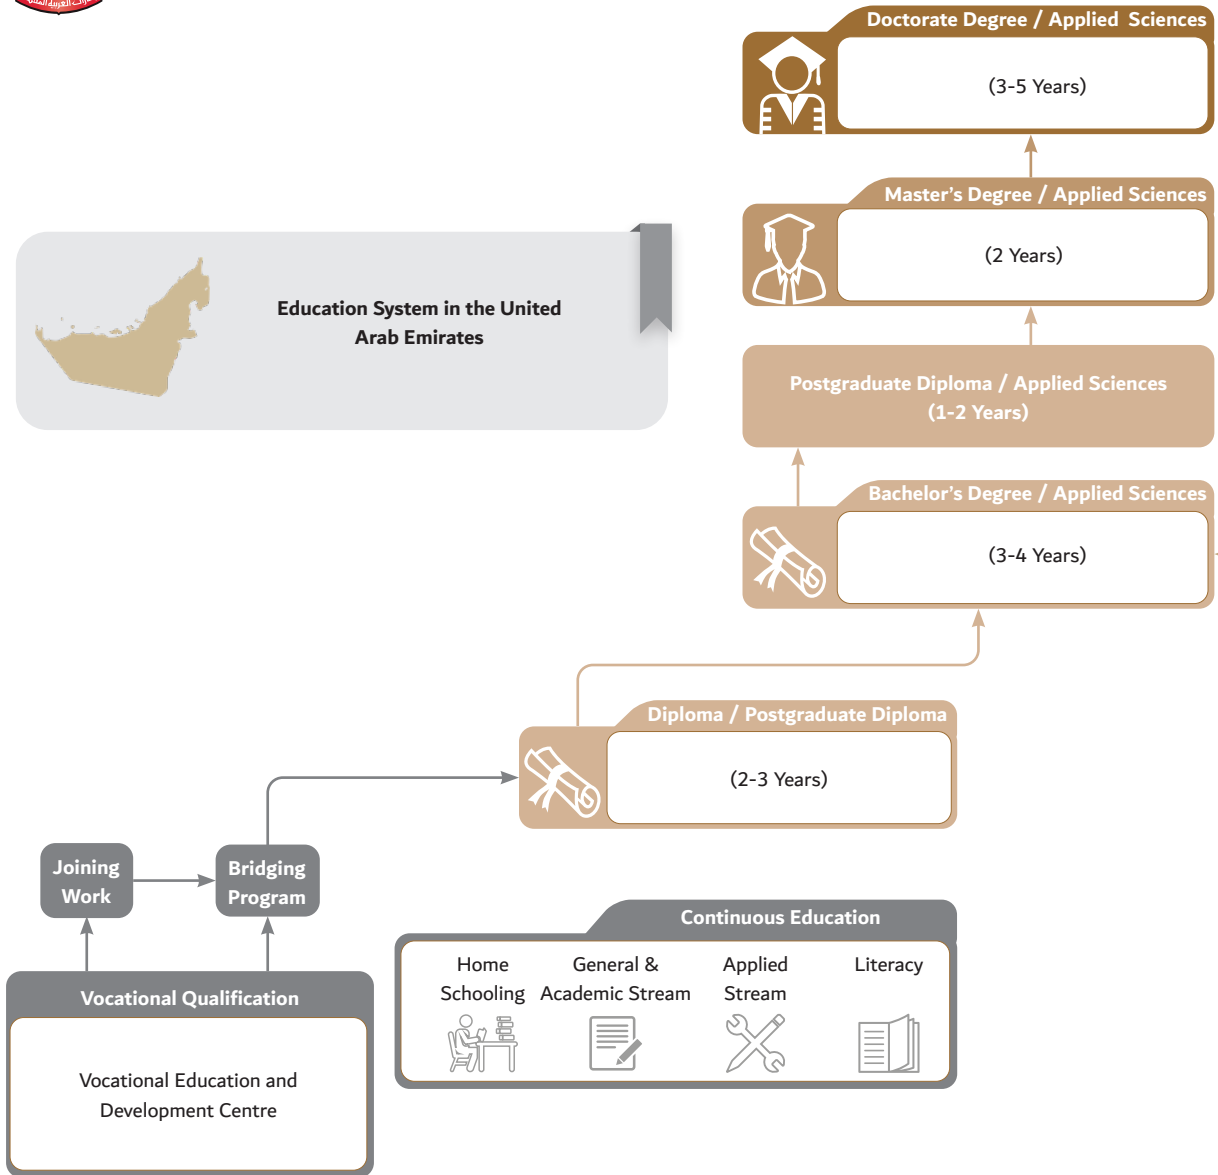 Doctorate Degree / Applied Sciences
(3-5 Years)
Master's Degree / Applied Sciences
(2 Years)
Education System in the United
Arab Emirates
Postgraduate Diploma / Applied Sciences
(1-2 Years)
Bachelor's Degree / Applied Sciences
(3-4 Years)
Diploma / Postgraduate Diploma
(2-3 Years)
Joining
Work
Bridging
Program
Continuous Education
Home
Schooling
General &
Academic Stream
Applied
Stream
Literacy
Vocational Qualification
Vocational Education and
Development Centre